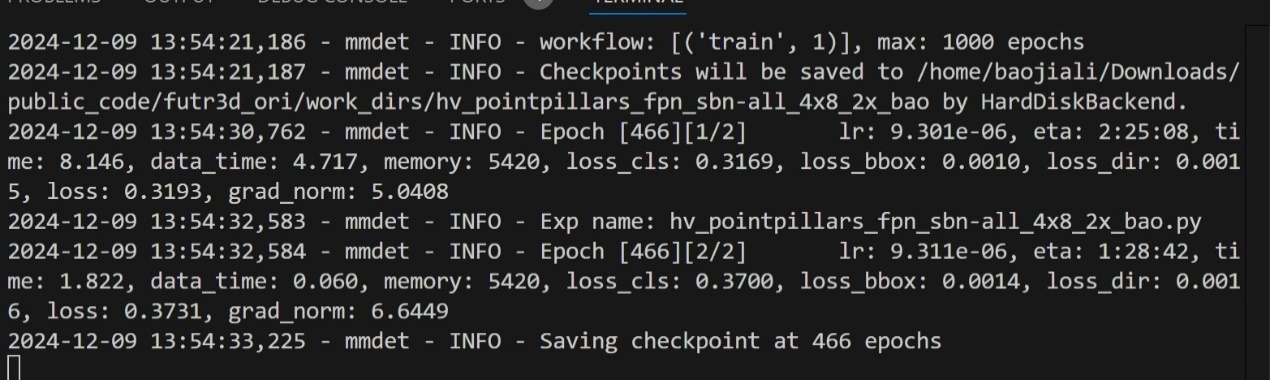 PROBLEMS OUTPUT DEBUG CONSOLE PORTS TERMINAL
2024-12-09 13:54:21,186 - mmdet - INFO - workflow: [('train', 1)], max: 1000 epochs
2024-12-09 13:54:21,187 - mmdet - INFO - Checkpoints will be saved to /home/baojiali/Downloads/
public_code/futr3d_ori/work_dirs/hv_pointpillars_fpn_sbn-all_4x8_2x_bao by HardDiskBackend.
2024-12-09 13:54:30,762 - mmdet - INFO - Epoch [466][1/2] lr: 9.301e-06, eta: 2:25:08, ti
me: 8.146, data_time: 4.717, memory: 5420, loss_cls: 0.3169, loss_bbox: 0.0010, loss_dir: 0.001
5, loss: 0.3193, grad_norm: 5.0408
2024-12-09 13:54:32,583 - mmdet - INFO - Exp name: hv_pointpillars_fpn_sbn-all_4x8_2x_bao.py
2024-12-09 13:54:32,584 - mmdet - INFO - Epoch [466][2/2] lr: 9.311e-06, eta: 1:28:42, ti
me: 1.822, data_time: 0.060, memory: 5420, loss_cls: 0.3700, loss_bbox: 0.0014, loss_dir: 0.001
6, loss: 0.3731, grad_norm: 6.6449
2024-12-09 13:54:33,225 - mmdet - INFO - Saving checkpoint at 466 epochs